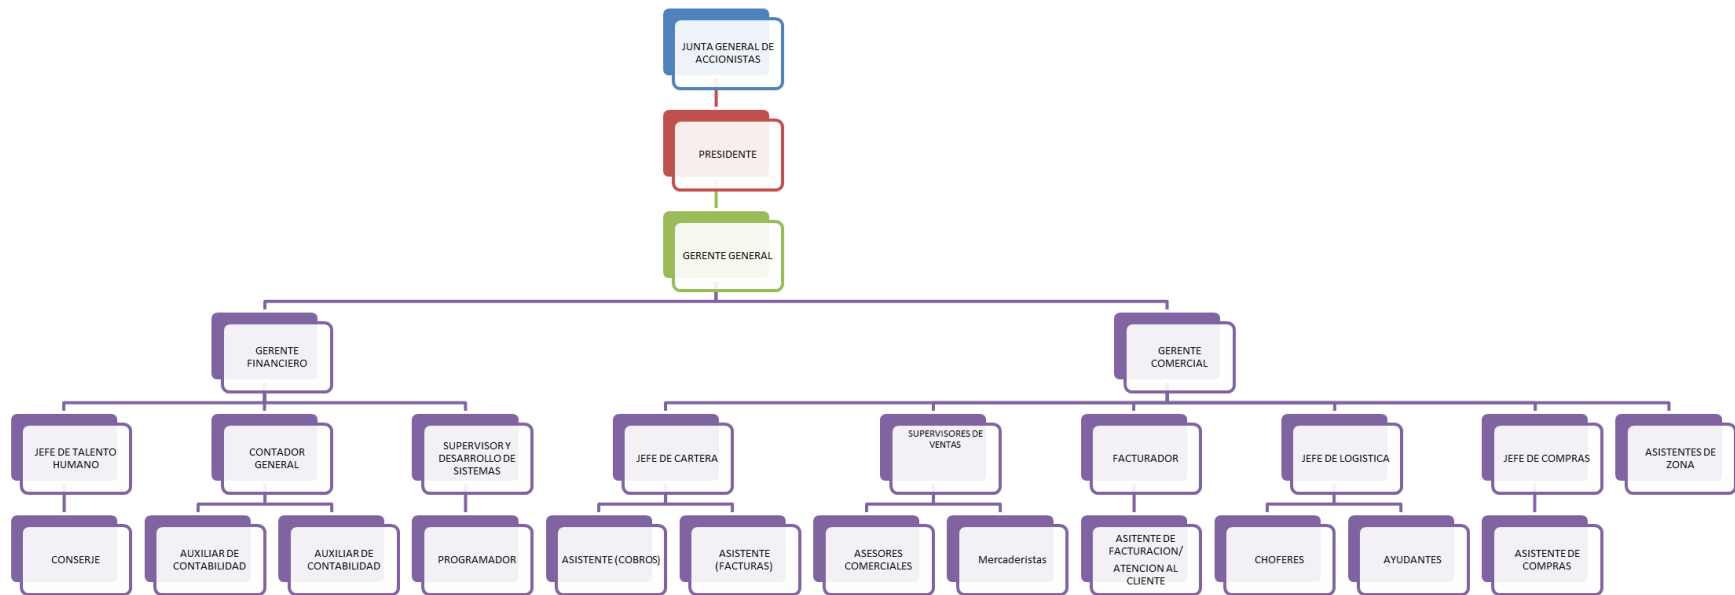 JUNTA GENERAL DE
ACCIONISTAS
PRESIDENTE
GERENTE GENERAL
GERENTE
FINANCIERO
GERENTE
COMERCIAL
JEFE DE TALENTO
HUMANO
CONTADOR
GENERAL
SUPERVISOR Y
DESARROLLO DE
SISTEMAS
JEFE DE CARTERA
SUPERVISORES DE
VENTAS
FACTURADOR
JEFE DE LOGISTICA
JEFE DE COMPRAS
ASISTENTES DE
ZONA
CONSERJE
AUXILIAR DE
CONTABILIDAD
AUXILIAR DE
CONTABILIDAD
PROGRAMADOR
ASISTENTE (COBROS)
ASISTENTE
(FACTURAS)
ASESORES
COMERCIALES
Mercaderistas
ASITENTE DE
FACTURACION/
ATENCION AL
CLIENTE
CHOFERES
AYUDANTES
ASISTENTE DE
COMPRAS